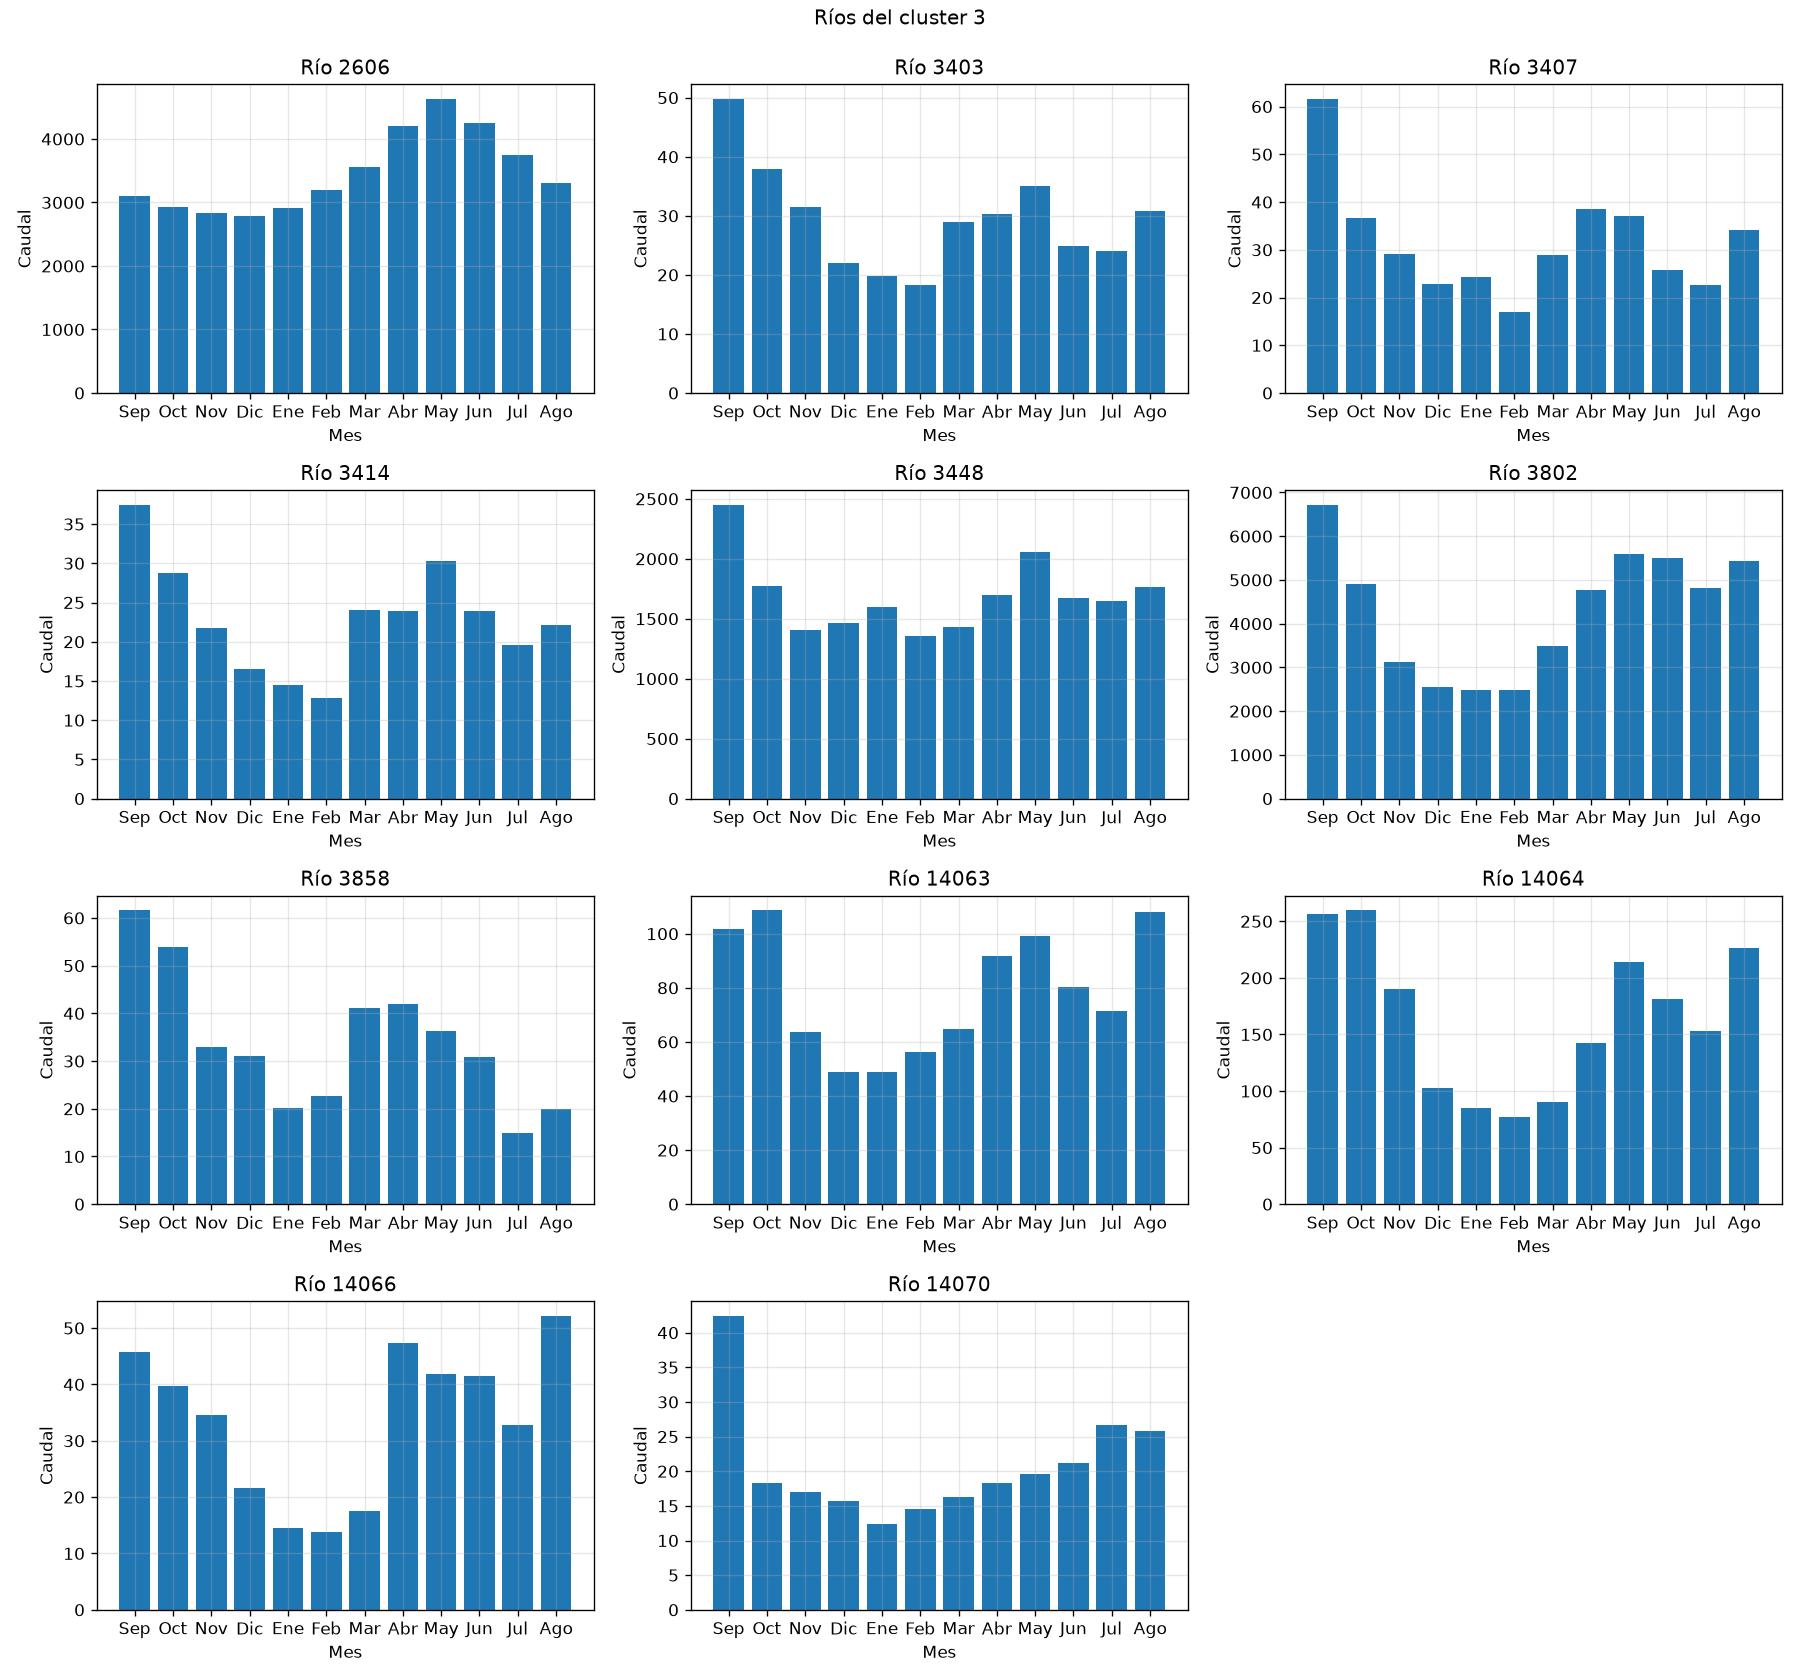 Ríos del cluster 3
Río 2606
Caudal
4000
3000
2000
1000
0
Sep Oct Nov Dic Ene Feb Mar Abr May Jun Jul Ago
Mes
Río 3403
Caudal
50
40
30
20
10
0
Sep Oct Nov Dic Ene Feb Mar Abr May Jun Jul Ago
Mes
Río 3407
Caudal
60
50
40
30
20
10
0
Sep Oct Nov Dic Ene Feb Mar Abr May Jun Jul Ago
Mes
Río 3414
Caudal
35
30
25
20
15
10
5
0
Sep Oct Nov Dic Ene Feb Mar Abr May Jun Jul Ago
Mes
Río 3448
Caudal
2500
2000
1500
1000
500
0
Sep Oct Nov Dic Ene Feb Mar Abr May Jun Jul Ago
Mes
Río 3802
Caudal
7000
6000
5000
4000
3000
2000
1000
0
Sep Oct Nov Dic Ene Feb Mar Abr May Jun Jul Ago
Mes
Río 3858
Caudal
60
50
40
30
20
10
0
Sep Oct Nov Dic Ene Feb Mar Abr May Jun Jul Ago
Mes
Río 14063
Caudal
100
80
60
40
20
0
Sep Oct Nov Dic Ene Feb Mar Abr May Jun Jul Ago
Mes
Río 14064
Caudal
250
200
150
100
50
0
Sep Oct Nov Dic Ene Feb Mar Abr May Jun Jul Ago
Mes
Río 14066
Caudal
50
40
30
20
10
0
Sep Oct Nov Dic Ene Feb Mar Abr May Jun Jul Ago
Mes
Río 14070
Caudal
40
35
30
25
20
15
10
5
0
Sep Oct Nov Dic Ene Feb Mar Abr May Jun Jul Ago
Mes